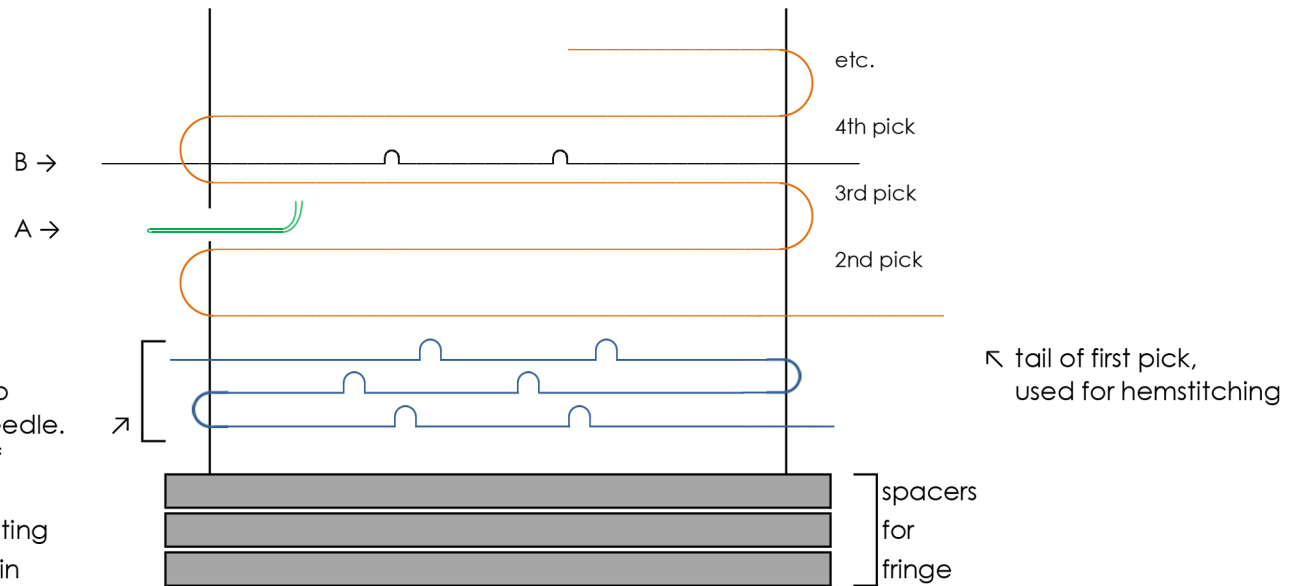 etc.
4th pick
B →
3rd pick
A →
2nd pick
↖ tail of first pick,
used for hemstitching
edle.
↗
spacers
for
ting
fringe
in